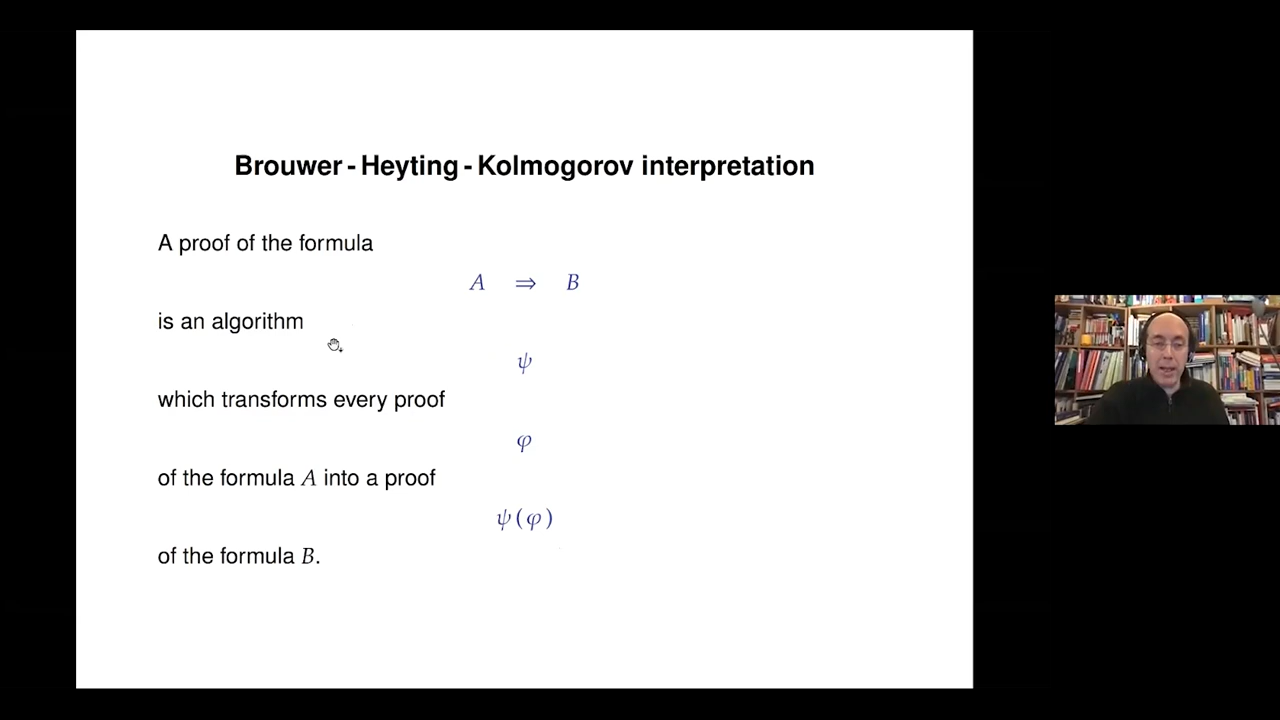 Brouwer - Heyting - Kolmogorov interpretation
A proof of the formula
A ⇒ B
is an algorithm
ψ
which transforms every proof
φ
of the formula A into a proof
ψ(φ)
of the formula B.